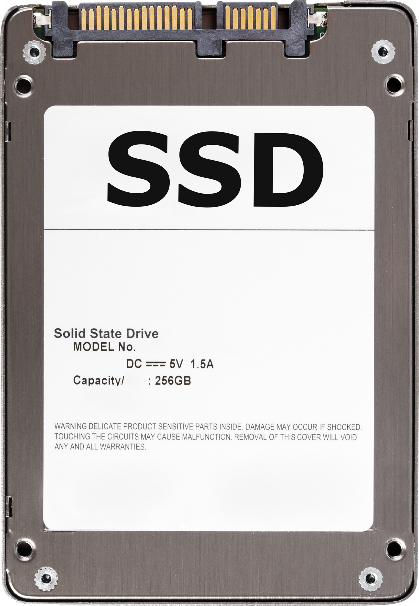 SSD
Solid State Drive
MODEL No.
DC 5V 1.5A
Capacity/ : 256GB
WARNING DELICATE PRODUCT SENSITIVE PARTS INSIDE. DAMAGE MAY OCCUR IF SHOCKED.
TOUCHING THE CIRCUITS MAY CAUSE MALFUNCTION. REMOVAL OF THIS COVER WILL VOID
ANY AND ALL WARRANTIES.